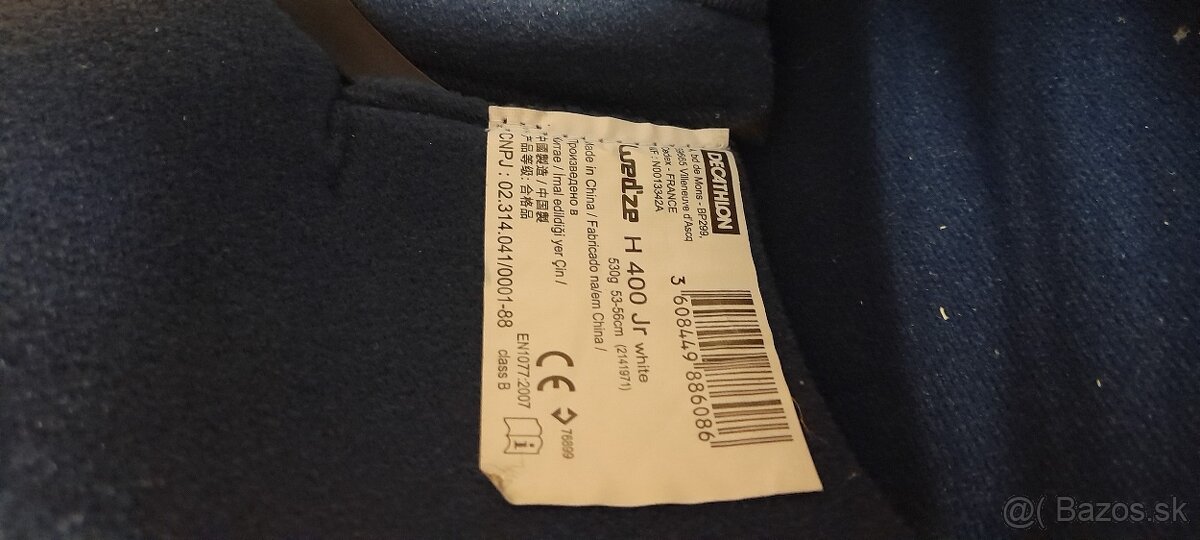 DECATHLON
bd de Mons - BP299,
Villeneuve d'Ascq
- FRANCE
: N0013342A
3 608449 886086
wed'ze H 400 Jr white
530g 53-56cm (2141971)
Made in China / Fabricado na/em China /
Произведено в
Китае / Imal edildiği yer Çin /
中國製造 / 中国製
产品等级: 合格品
CNPJ : 02.314.041/0001-88
76899
EN1077:2007
class B
@( Bazos.sk